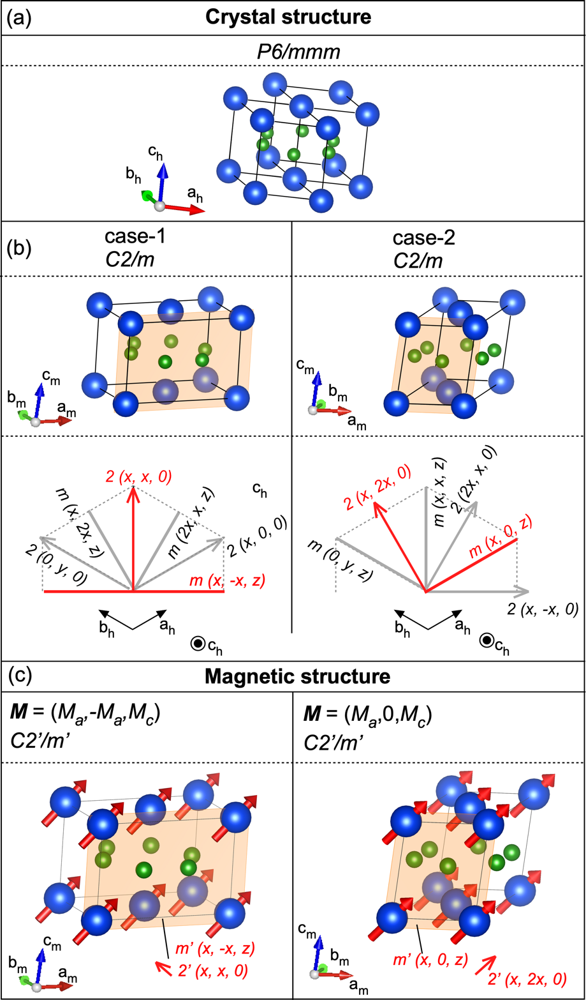 (a) Crystal structure
P6/mmm
c_h
b_h
a_h
(b)
case-1
C2/m
case-2
C2/m
c_m
b_m
a_m
c_m
b_m
a_m
2 (x, x, 0)
c_h
m (x, 2x, z)
m (2x, x, z)
2 (0, y, 0)
2 (x, 0, 0)
m (x, -x, z)
b_h
a_h
c_h
2 (x, 2x, 0)
m (x, x, z)
2 (2x, x, 0)
m (0, y, z)
m (x, 0, z)
2 (x, -x, 0)
b_h
a_h
c_h
(c) Magnetic structure
M = (M_a,-M_a,M_c)
C2’/m’
M = (M_a,0,M_c)
C2’/m’
c_m
b_m
a_m
m’ (x, -x, z)
2’ (x, x, 0)
c_m
b_m
a_m
m’ (x, 0, z)
2’ (x, 2x, 0)